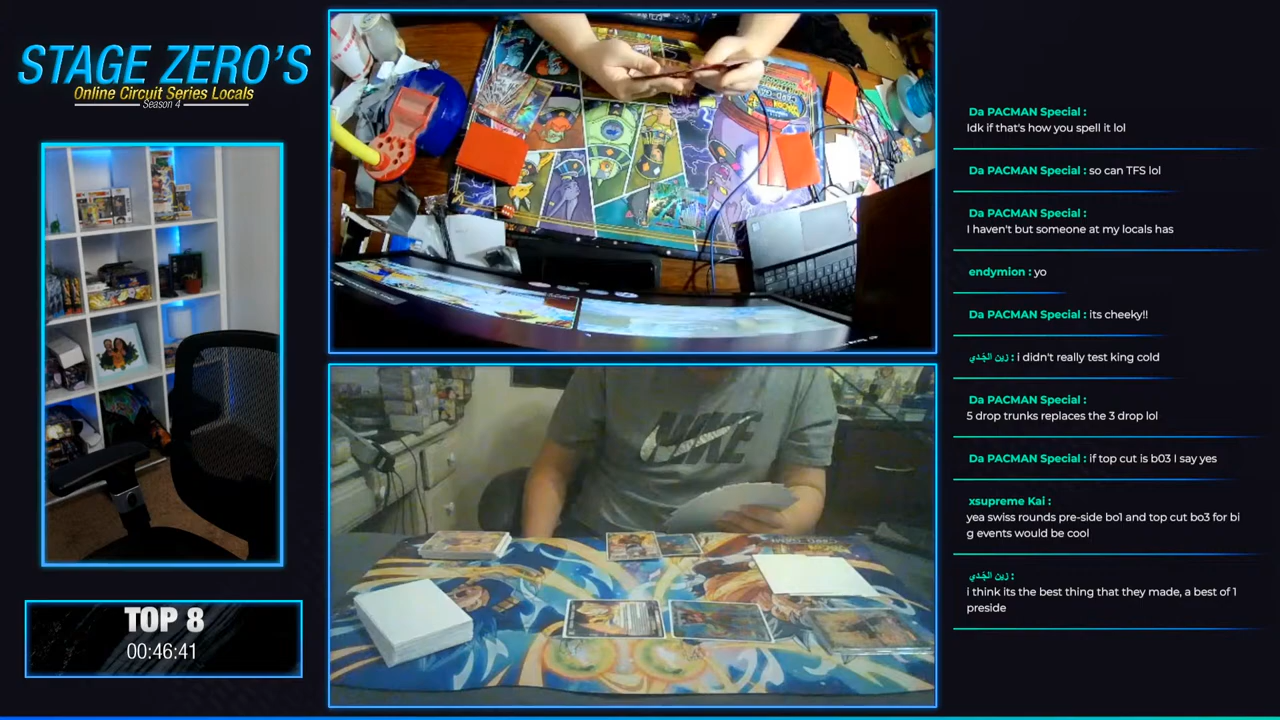 STAGE ZERO'S
Online Circuit Series Locals
Season 4
TOP 8
00:46:41
NIKE
Da PACMAN Special :
Idk if that's how you spell it lol
Da PACMAN Special : so can TFS lol
Da PACMAN Special :
I haven't but someone at my locals has
endymion : yo
Da PACMAN Special : its cheeky!!
زين الجّدي : i didn't really test king cold
Da PACMAN Special :
5 drop trunks replaces the 3 drop lol
Da PACMAN Special : if top cut is b03 I say yes
xsupreme Kai :
yea swiss rounds pre-side bo1 and top cut bo3 for bi
g events would be cool
زين الجّدي :
i think its the best thing that they made, a best of 1
preside